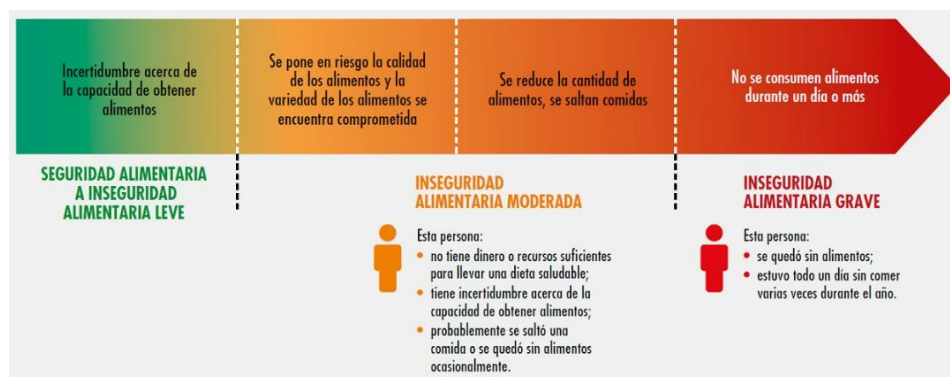 Incertidumbre acerca de
la capacidad de obtener
alimentos
Se pone en riesgo la calidad
de los alimentos y la
variedad de los alimentos se
encuentra comprometida
Se reduce la cantidad de
alimentos, se saltan comidas
No se consumen alimentos
durante un día o más
SEGURIDAD ALIMENTARIA
A INSEGURIDAD
ALIMENTARIA LEVE
INSEGURIDAD
ALIMENTARIA MODERADA
Esta persona:
• no tiene dinero o recursos suficientes
para llevar una dieta saludable;
• tiene incertidumbre acerca de la
capacidad de obtener alimentos;
• probablemente se saltó una
comida o se quedó sin alimentos
ocasionalmente.
INSEGURIDAD
ALIMENTARIA GRAVE
Esta persona:
• se quedó sin alimentos;
• estuvo todo un día sin comer
varias veces durante el año.